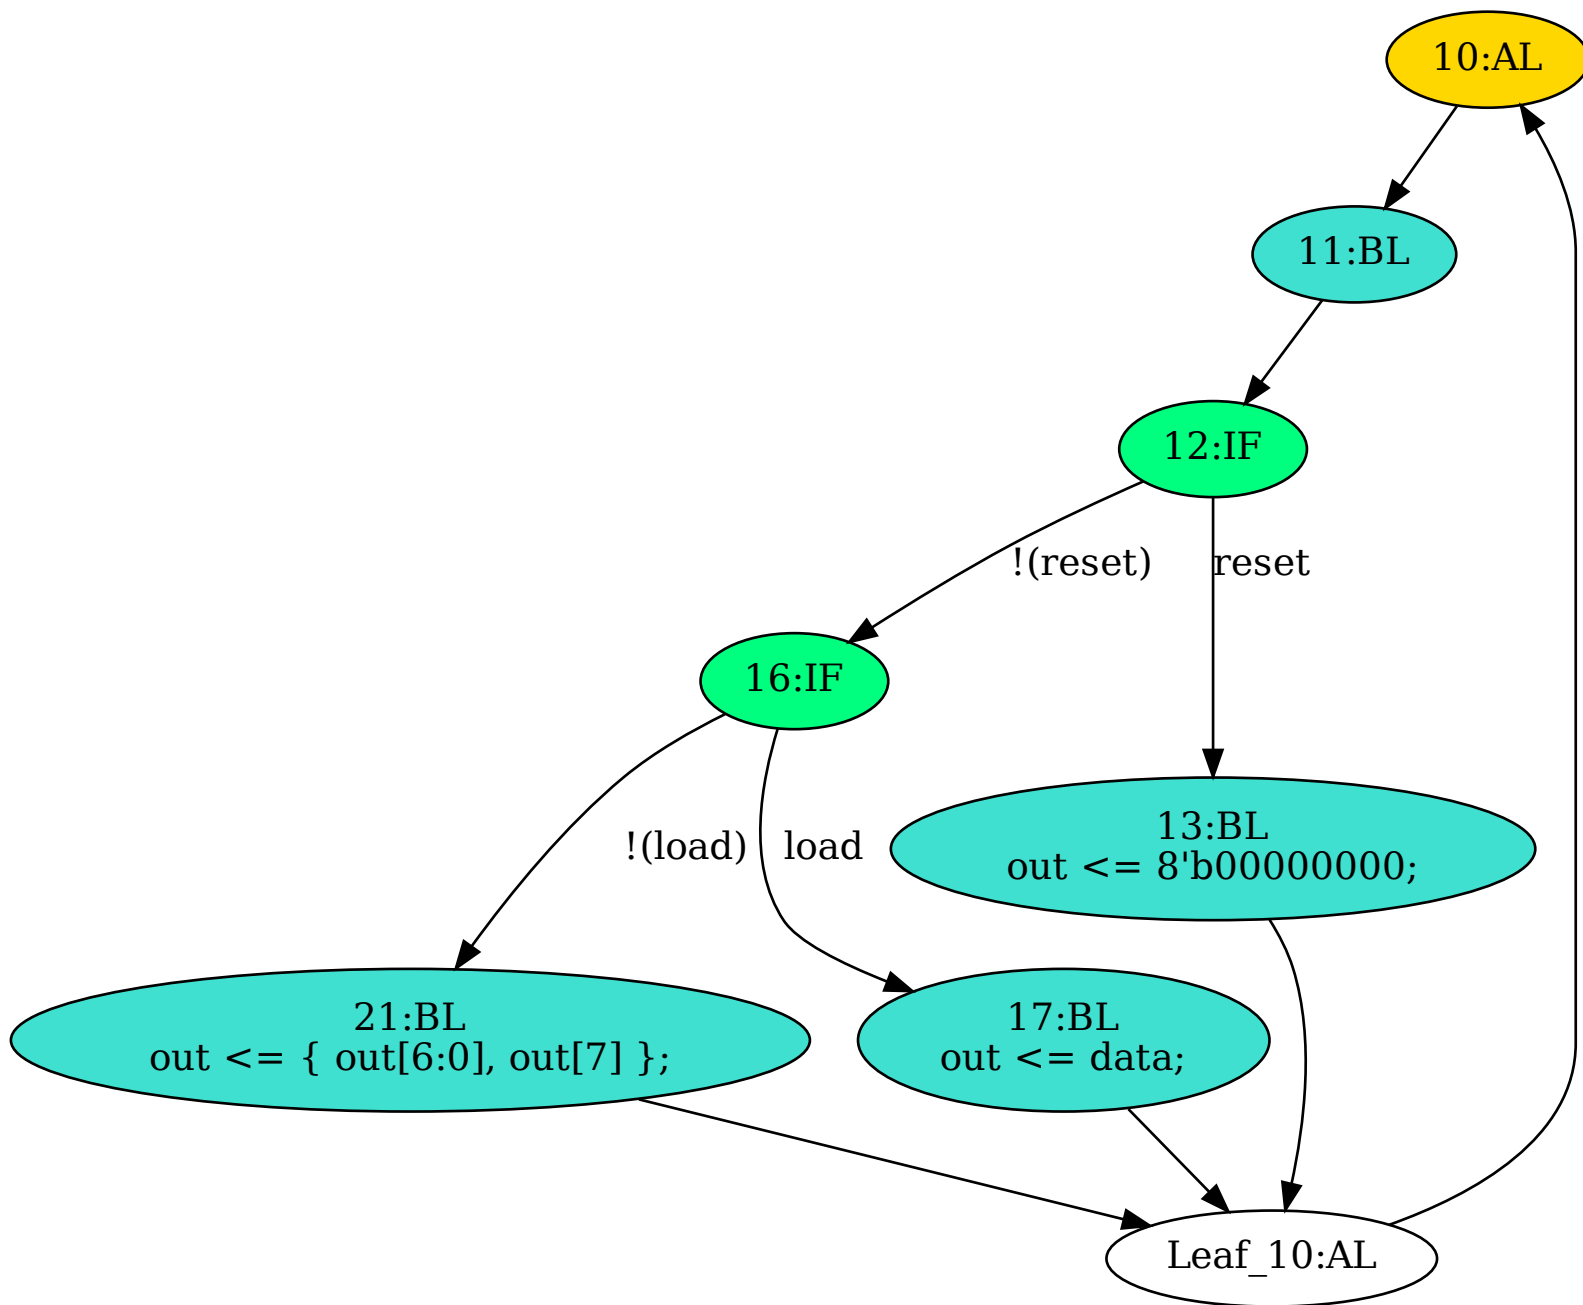 10:AL
11:BL
12:IF
!(reset)
reset
16:IF
!(load)
load
13:BL
out <= 8'b00000000;
21:BL
out <= { out[6:0], out[7] };
17:BL
out <= data;
Leaf_10:AL